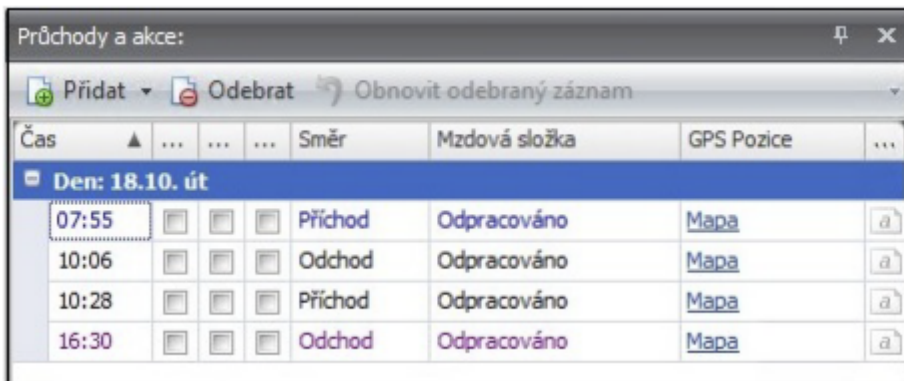 Průchody a akce:
Přidat Odebrat Obnovit odebraný záznam
Čas ... ... ... Směr Mzdová složka GPS Pozice ...
Den: 18.10. út
07:55 Příchod Odpracováno Mapa a
10:06 Odchod Odpracováno Mapa a
10:28 Příchod Odpracováno Mapa a
16:30 Odchod Odpracováno Mapa a